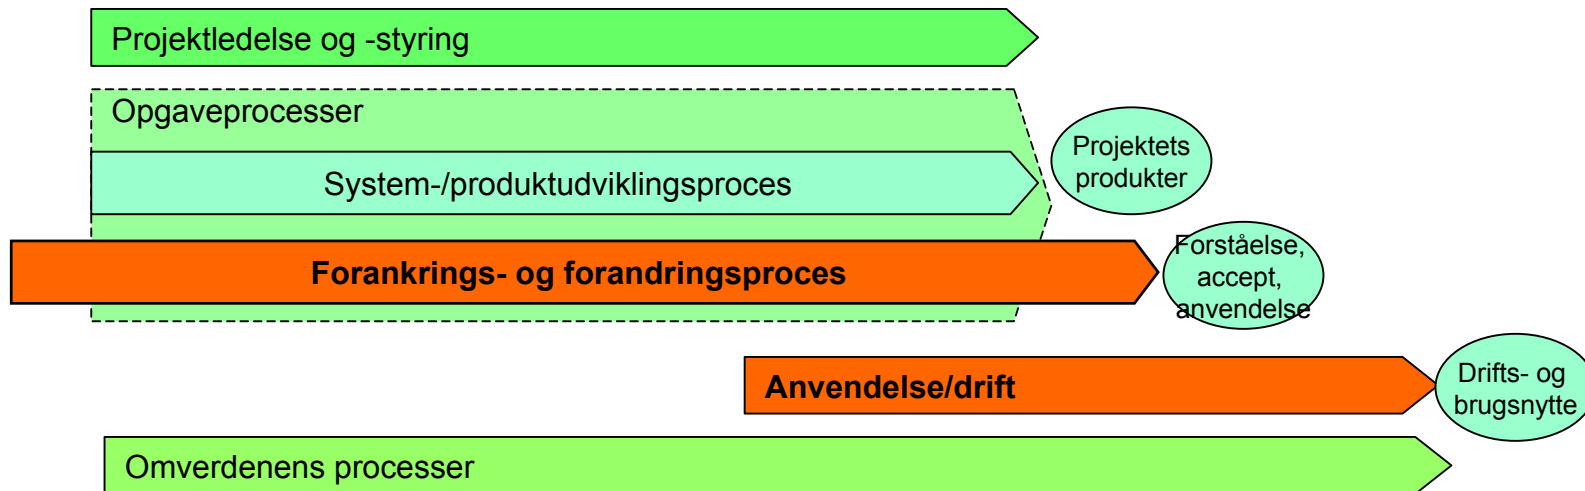 Projektledelse og -styring
Opgaveprocesser
System-/produktudviklingsproces
Projektets
produkter
Forankrings- og forandringsproces
Forståelse,
accept,
anvendelse
Anvendelse/drift
Drifts- og
brugsnytte
Omverdenens processer